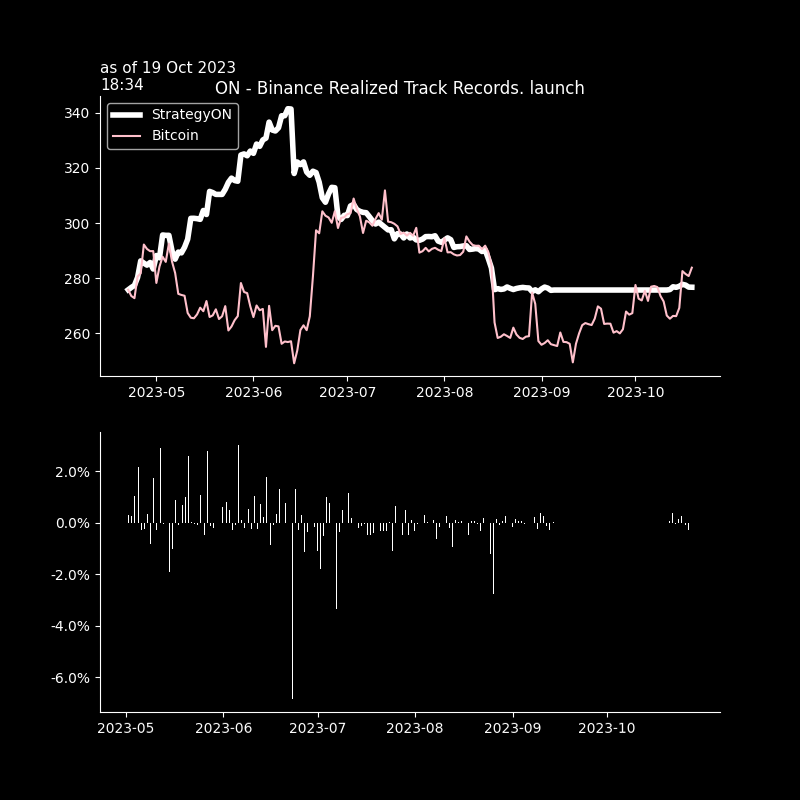 as of 19 Oct 2023
18:34
ON - Binance Realized Track Records. launch
StrategyON
Bitcoin
340
320
300
280
260
2023-05 2023-06 2023-07 2023-08 2023-09 2023-10
2.0%
0.0%
-2.0%
-4.0%
-6.0%
2023-05 2023-06 2023-07 2023-08 2023-09 2023-10